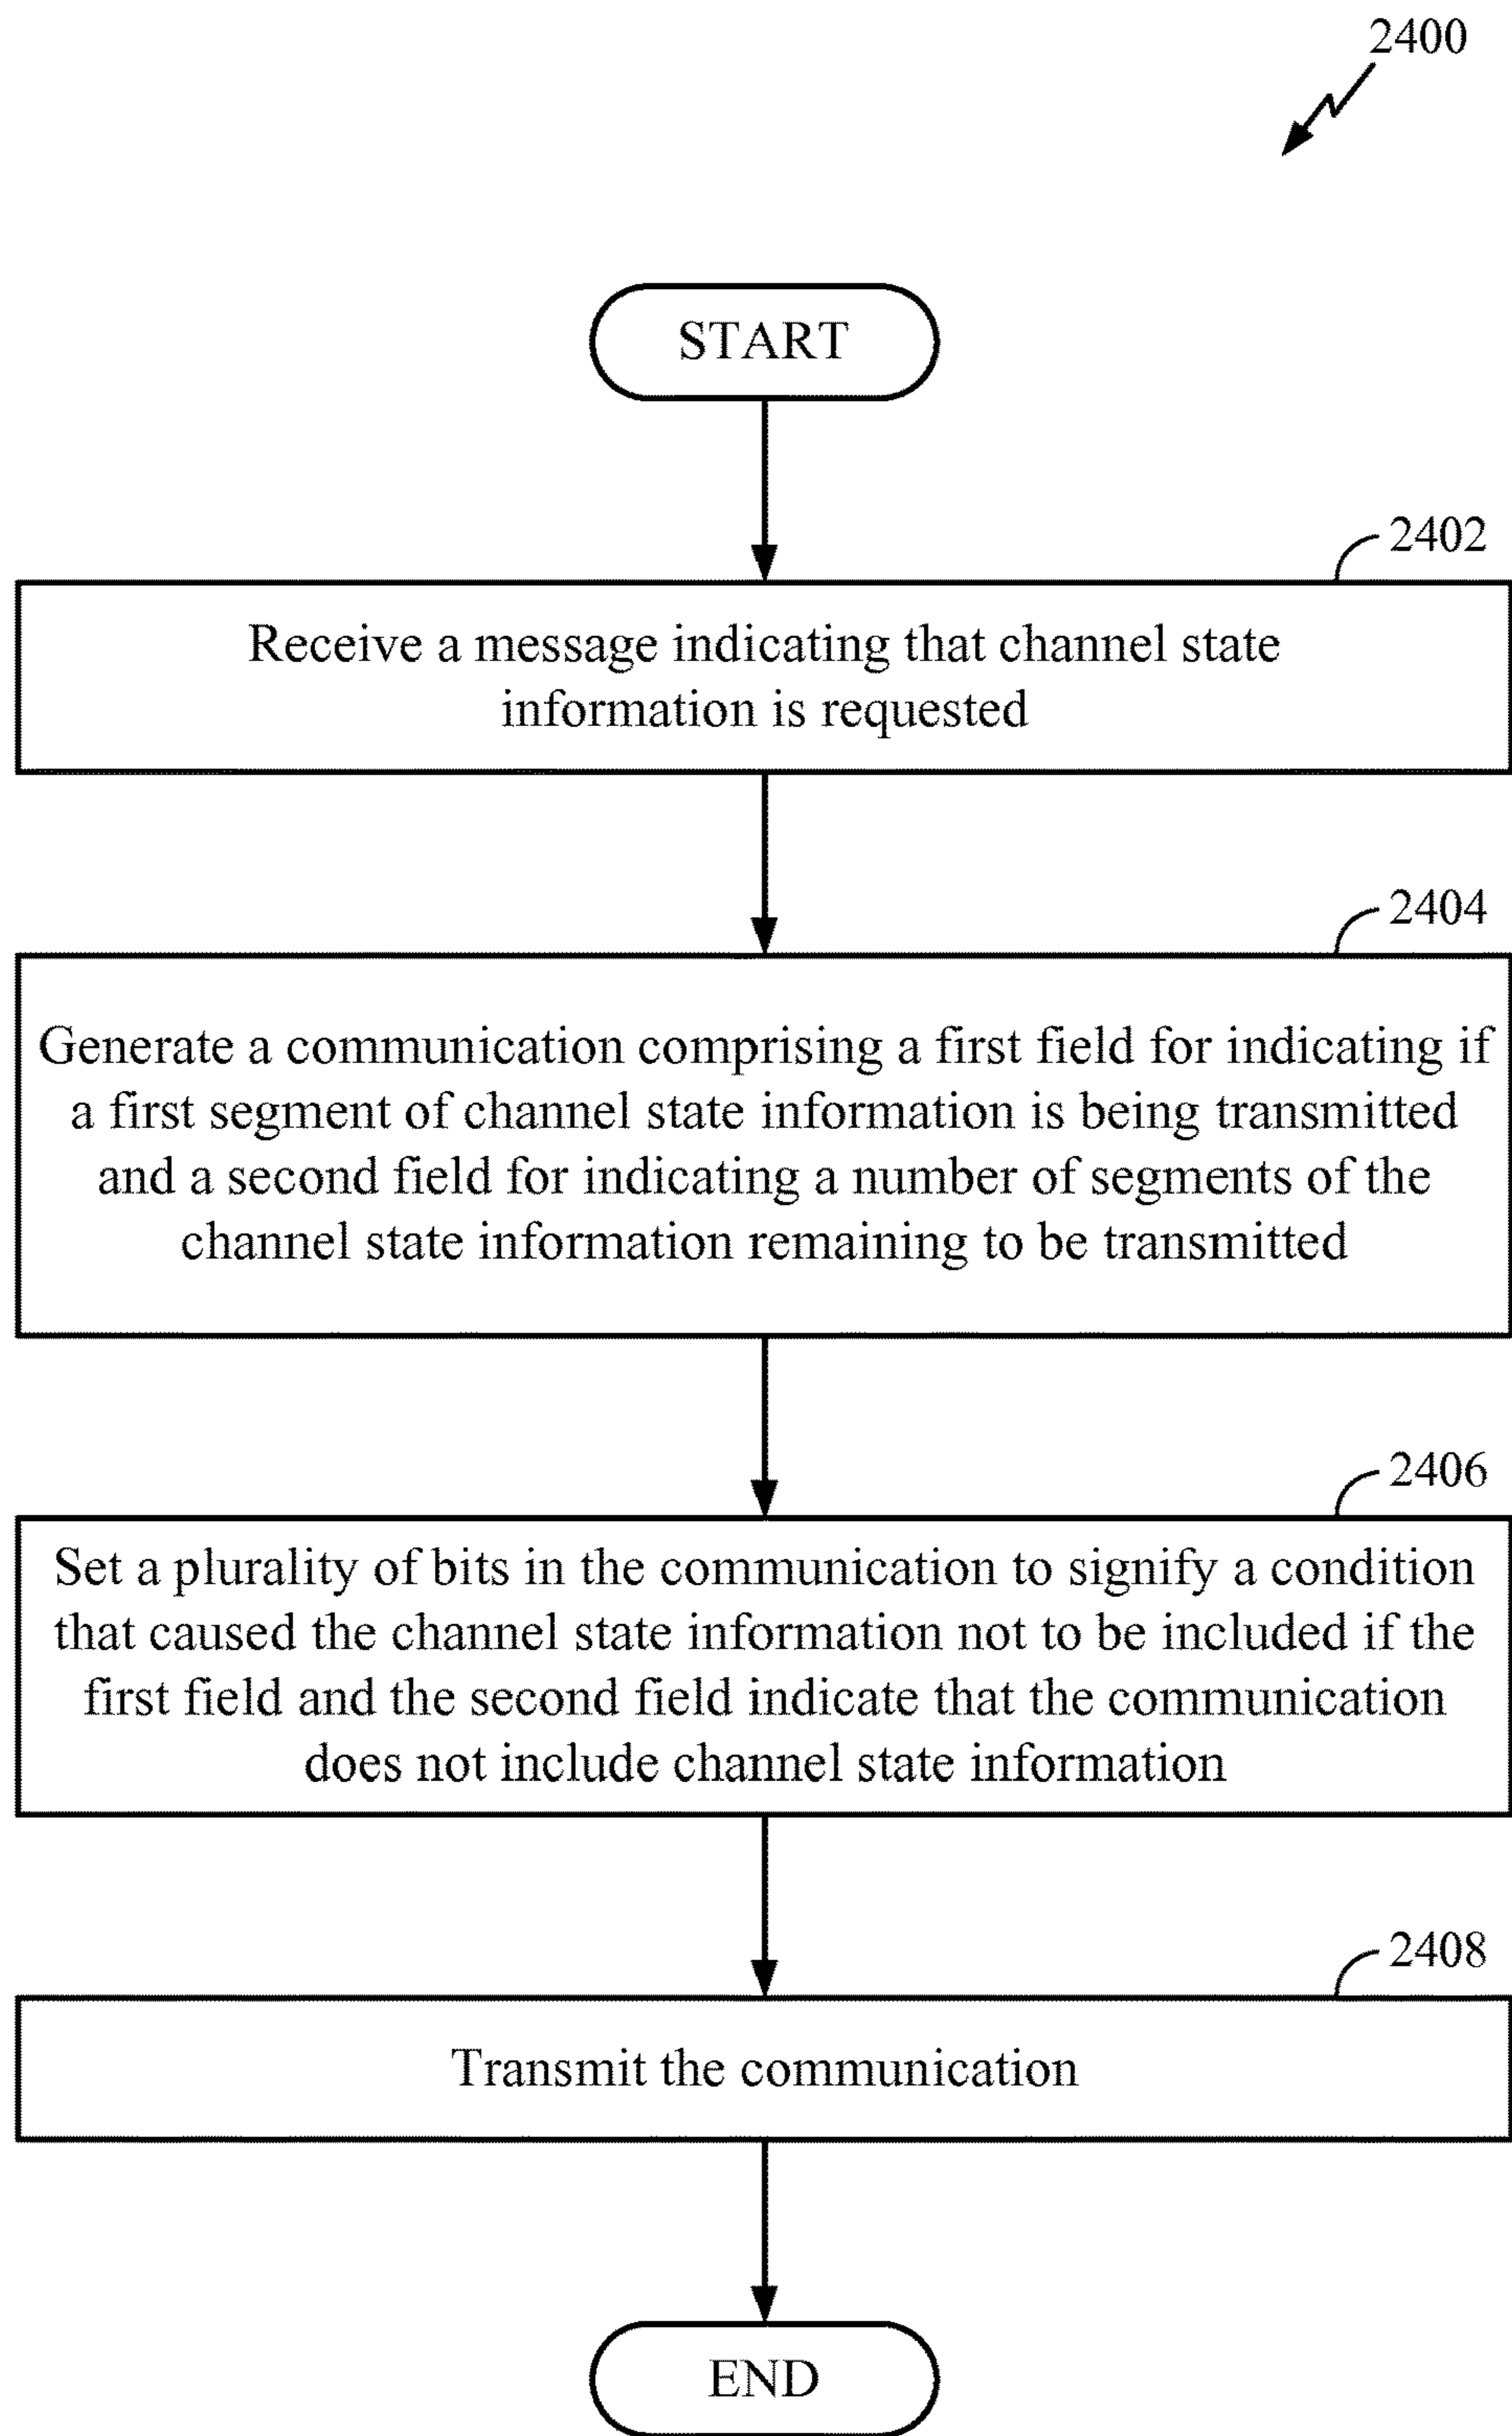 2400
START
2402
Receive a message indicating that channel state
information is requested
2404
Generate a communication comprising a first field for indicating if
a first segment of channel state information is being transmitted
and a second field for indicating a number of segments of the
channel state information remaining to be transmitted
2406
Set a plurality of bits in the communication to signify a condition
that caused the channel state information not to be included if the
first field and the second field indicate that the communication
does not include channel state information
2408
Transmit the communication
END